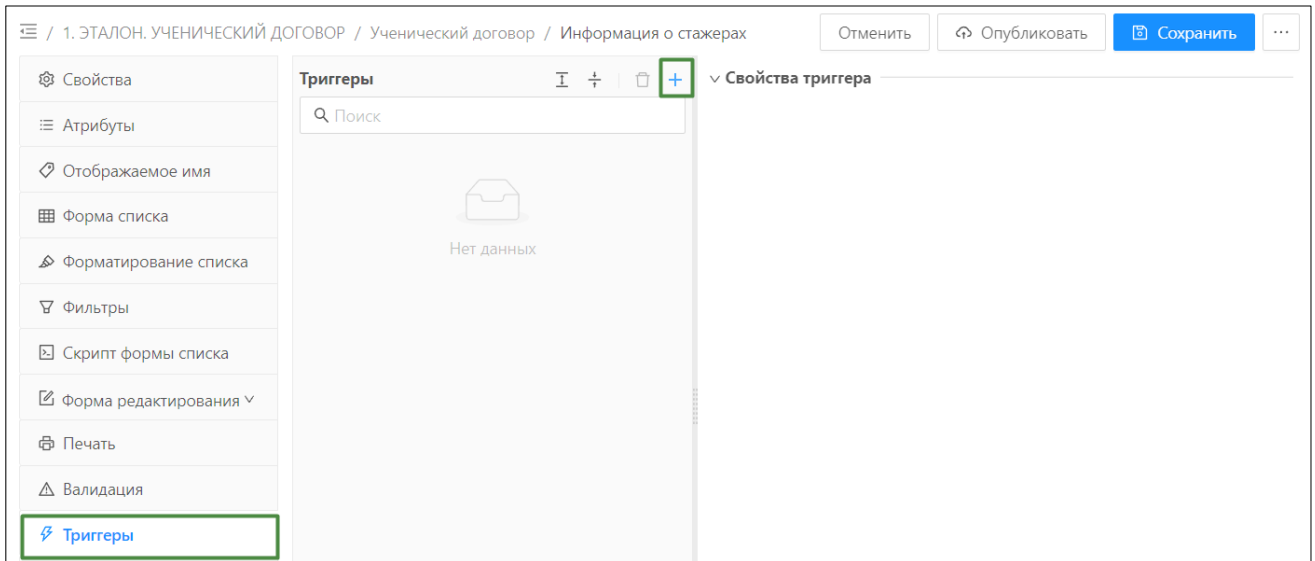 / 1. ЭТАЛОН. УЧЕНИЧЕСКИЙ ДОГОВОР / Ученический договор / Информация о стажерах
Отменить
Опубликовать
Сохранить
...
Свойства
Атрибуты
Отображаемое имя
Форма списка
Форматирование списка
Фильтры
Скрипт формы списка
Форма редактирования
Печать
Валидация
Триггеры
Триггеры
Поиск
Нет данных
Свойства триггера